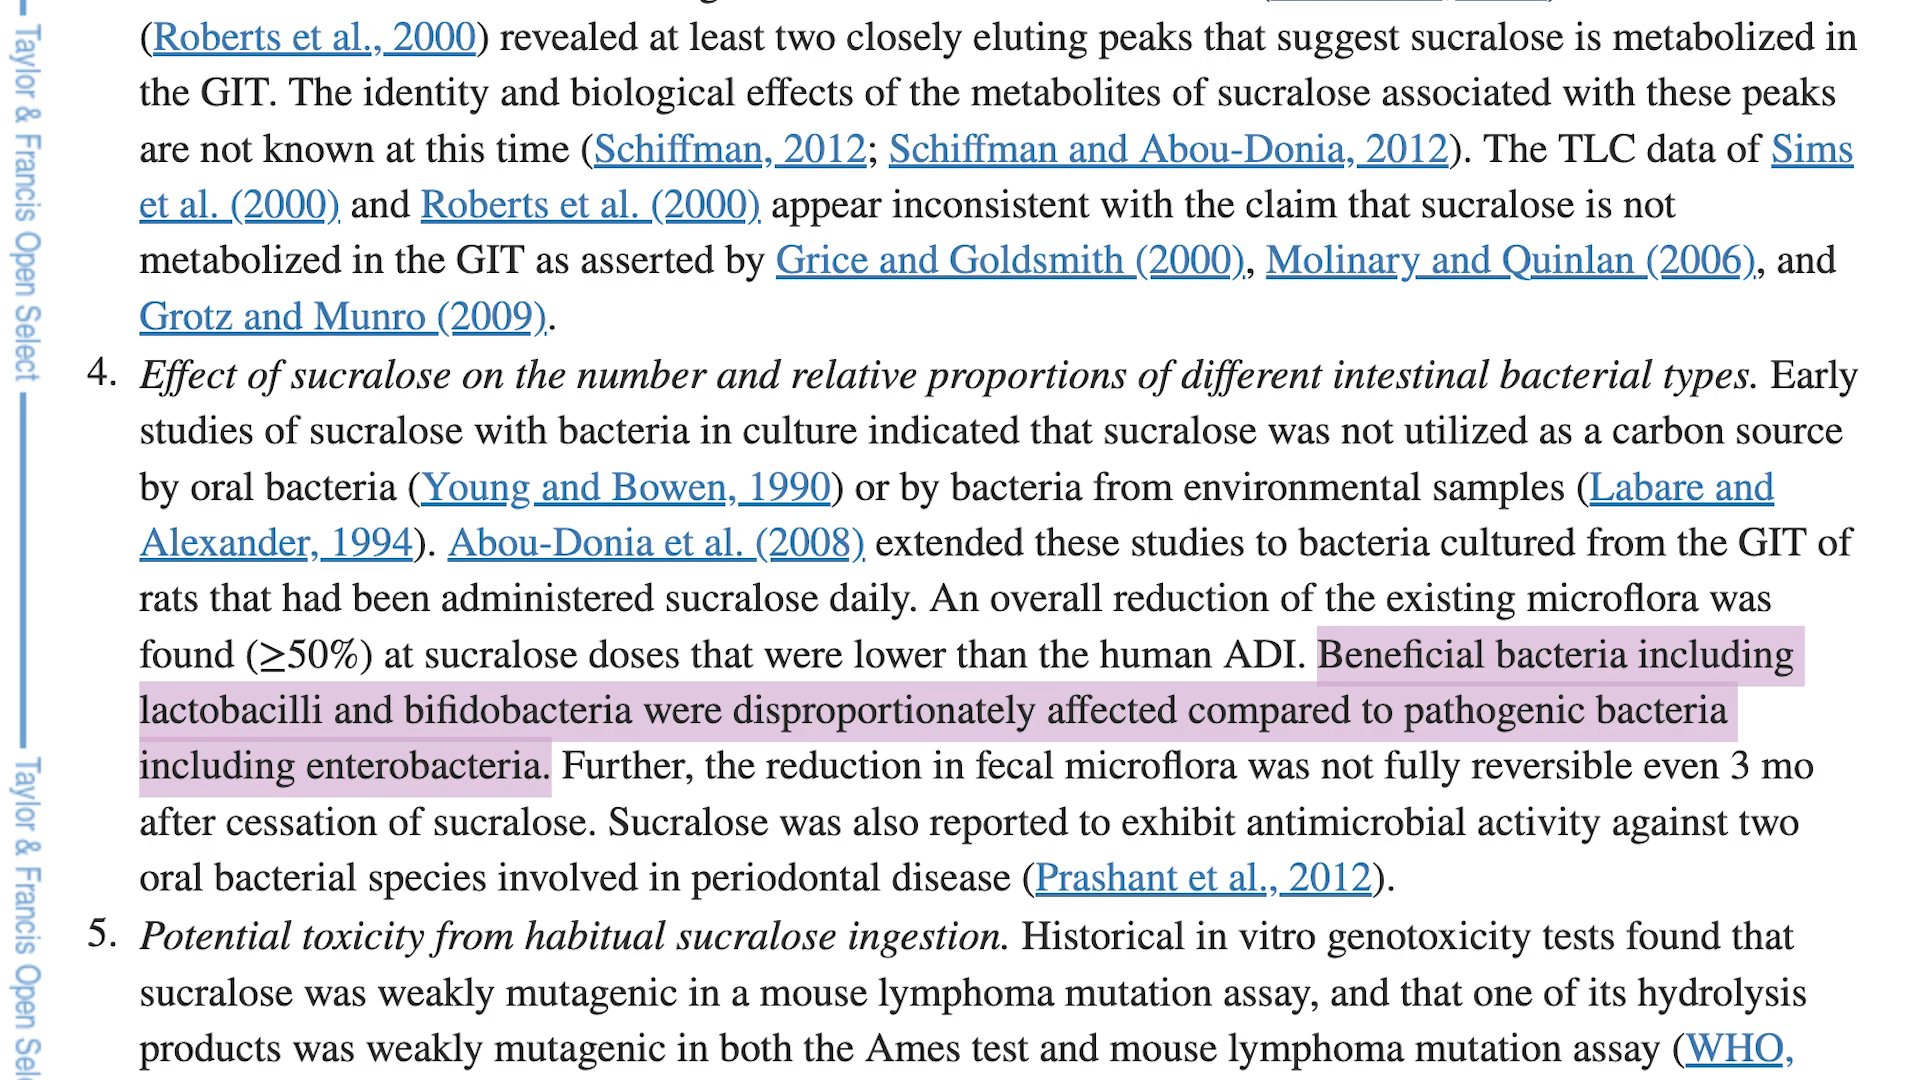 (Roberts et al., 2000) revealed at least two closely eluting peaks that suggest sucralose is metabolized in
the GIT. The identity and biological effects of the metabolites of sucralose associated with these peaks
are not known at this time (Schiffman, 2012; Schiffman and Abou-Donia, 2012). The TLC data of Sims
et al. (2000) and Roberts et al. (2000) appear inconsistent with the claim that sucralose is not
metabolized in the GIT as asserted by Grice and Goldsmith (2000), Molinary and Quinlan (2006), and
Grotz and Munro (2009).
4. Effect of sucralose on the number and relative proportions of different intestinal bacterial types. Early
studies of sucralose with bacteria in culture indicated that sucralose was not utilized as a carbon source
by oral bacteria (Young and Bowen, 1990) or by bacteria from environmental samples (Labare and
Alexander, 1994). Abou-Donia et al. (2008) extended these studies to bacteria cultured from the GIT of
rats that had been administered sucralose daily. An overall reduction of the existing microflora was
found (≥50%) at sucralose doses that were lower than the human ADI. Beneficial bacteria including
lactobacilli and bifidobacteria were disproportionately affected compared to pathogenic bacteria
including enterobacteria. Further, the reduction in fecal microflora was not fully reversible even 3 mo
after cessation of sucralose. Sucralose was also reported to exhibit antimicrobial activity against two
oral bacterial species involved in periodontal disease (Prashant et al., 2012).
5. Potential toxicity from habitual sucralose ingestion. Historical in vitro genotoxicity tests found that
sucralose was weakly mutagenic in a mouse lymphoma mutation assay, and that one of its hydrolysis
products was weakly mutagenic in both the Ames test and mouse lymphoma mutation assay (WHO,
Taylor & Francis Open Select
Taylor & Francis Open Sel